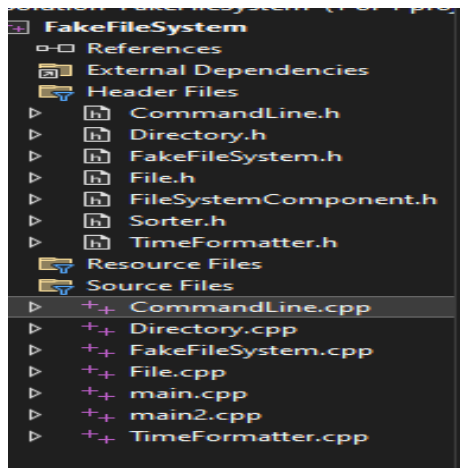 FakeFileSystem
References
External Dependencies
Header Files
CommandLine.h
Directory.h
FakeFileSystem.h
File.h
FileSystemComponent.h
Sorter.h
TimeFormatter.h
Resource Files
Source Files
CommandLine.cpp
Directory.cpp
FakeFileSystem.cpp
File.cpp
main.cpp
main2.cpp
TimeFormatter.cpp